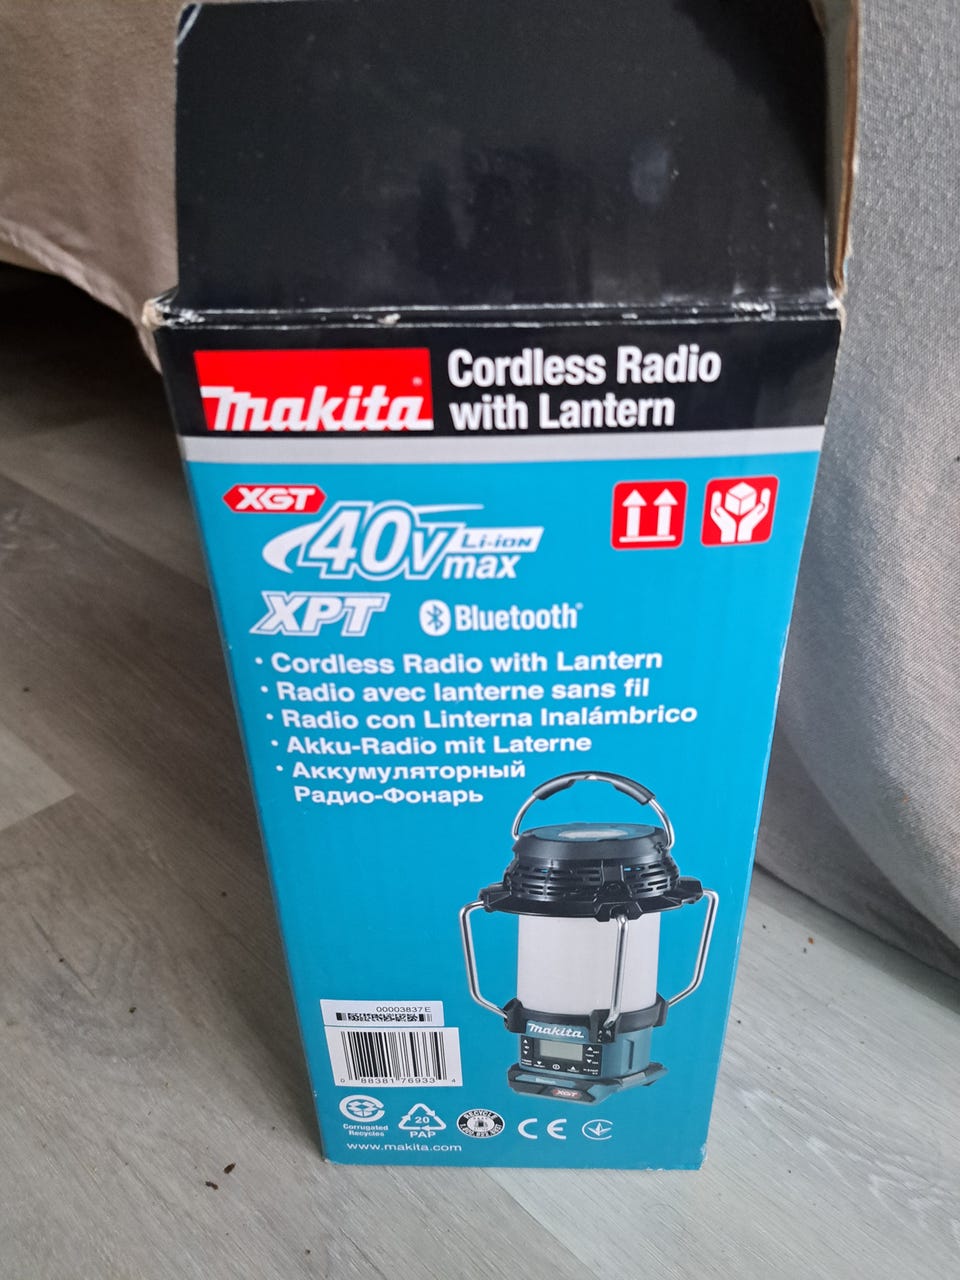 makita
Cordless Radio
with Lantern
XGT
40V Li-ion
max
XPT Bluetooth®
• Cordless Radio with Lantern
• Radio avec lanterne sans fil
• Radio con Linterna Inalámbrico
• Akku-Radio mit Laterne
• Аккумуляторный
Радио-Фонарь
00003837E
makita
XGT
0 88381 76933 4
Corrugated
Recycles
20
PAP
RECYCLE
CE
www.makita.com